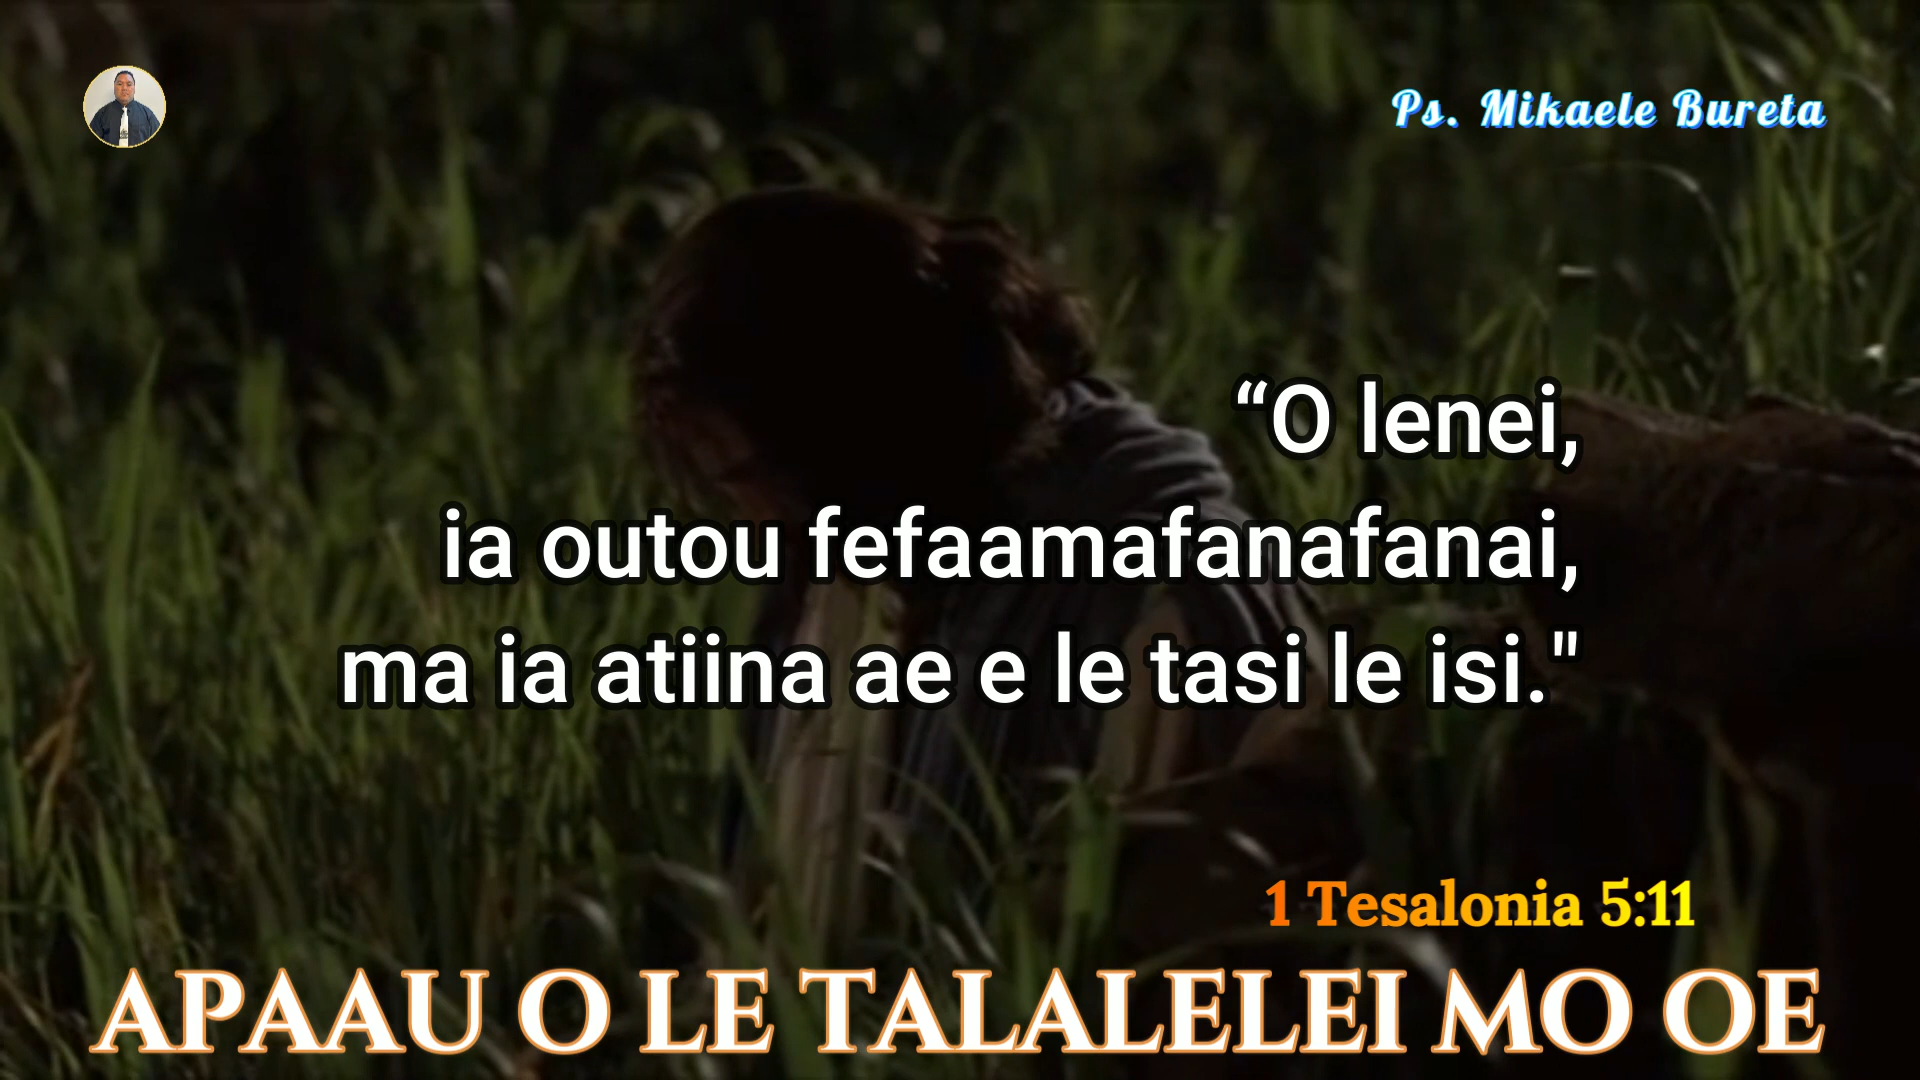 Ps. Mikaele Bureta
“O lenei,
ia outou fefaamafanafanai,
ma ia atiina ae e le tasi le isi."
1 Tesalonia 5:11
APAAU O LE TALALELEI MO OE